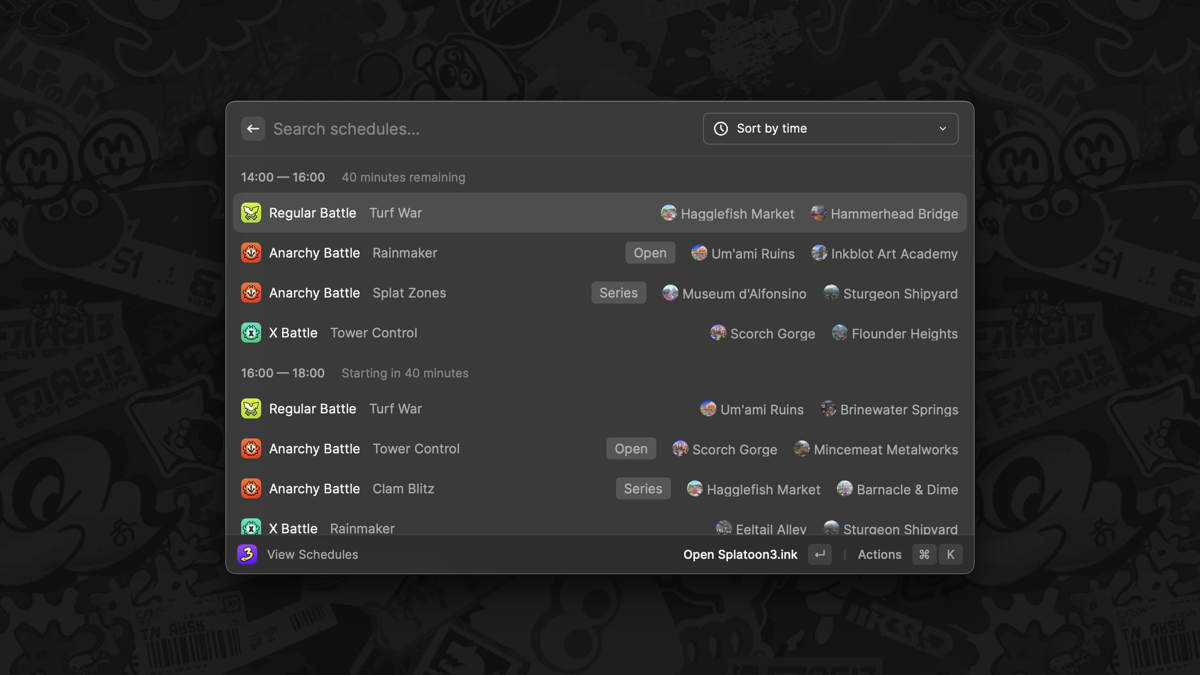 Search schedules...
Sort by time
14:00 — 16:00 40 minutes remaining
Regular Battle Turf War Hagglefish Market Hammerhead Bridge
Anarchy Battle Rainmaker Open Um'ami Ruins Inkblot Art Academy
Anarchy Battle Splat Zones Series Museum d'Alfonsino Sturgeon Shipyard
X Battle Tower Control Scorch Gorge Flounder Heights
16:00 — 18:00 Starting in 40 minutes
Regular Battle Turf War Um'ami Ruins Brinewater Springs
Anarchy Battle Tower Control Open Scorch Gorge Mincemeat Metalworks
Anarchy Battle Clam Blitz Series Hagglefish Market Barnacle & Dime
X Battle Rainmaker Eeltail Alley Sturgeon Shipyard
3 View Schedules Open Splatoon3.ink ↵ Actions ⌘ K